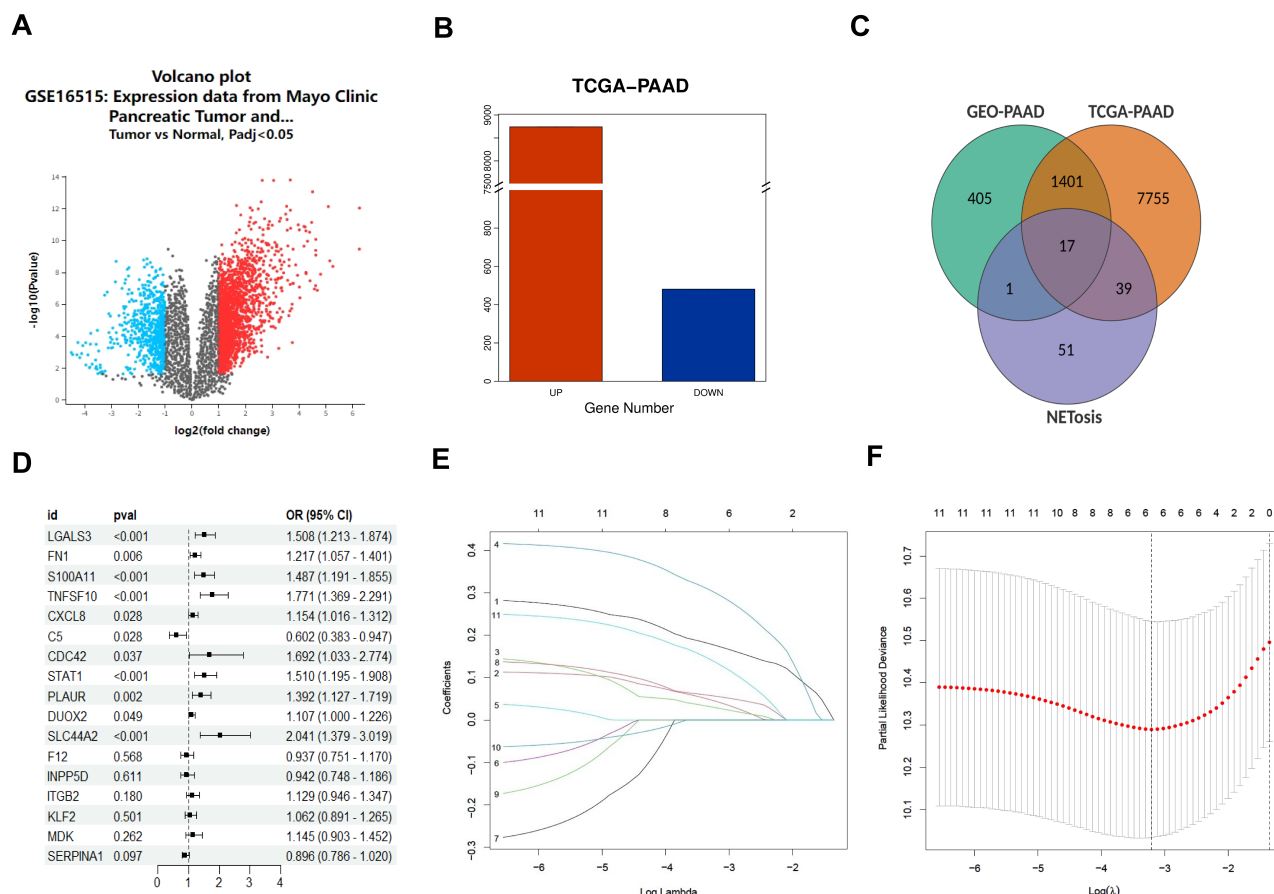 A
Volcano plot
GSE16515: Expression data from Mayo Clinic
Pancreatic Tumor and...
Tumor vs Normal, Padj<0.05
-log10(Pvalue)
14
12
10
8
6
4
2
0
-4 -3 -2 -1 0 1 2 3 4 5 6
log2(fold change)
B
TCGA–PAAD
9000
8000
7500
800
600
400
200
0
UP DOWN
Gene Number
C
GEO-PAAD TCGA-PAAD
405 1401 7755
17
1 39
51
NETosis
D
id pval OR (95% CI)
LGALS3 <0.001 1.508 (1.213 - 1.874)
FN1 0.006 1.217 (1.057 - 1.401)
S100A11 <0.001 1.487 (1.191 - 1.855)
TNFSF10 <0.001 1.771 (1.369 - 2.291)
CXCL8 0.028 1.154 (1.016 - 1.312)
C5 0.028 0.602 (0.383 - 0.947)
CDC42 0.037 1.692 (1.033 - 2.774)
STAT1 <0.001 1.510 (1.195 - 1.908)
PLAUR 0.002 1.392 (1.127 - 1.719)
DUOX2 0.049 1.107 (1.000 - 1.226)
SLC44A2 <0.001 2.041 (1.379 - 3.019)
F12 0.568 0.937 (0.751 - 1.170)
INPP5D 0.611 0.942 (0.748 - 1.186)
ITGB2 0.180 1.129 (0.946 - 1.347)
KLF2 0.501 1.062 (0.891 - 1.265)
MDK 0.262 1.145 (0.903 - 1.452)
SERPINA1 0.097 0.896 (0.786 - 1.020)
0 1 2 3 4
E
11 11 8 6 2
Coefficients
0.4
0.3
0.2
0.1
0.0
−0.1
−0.2
−0.3
4
1
11
3
8
2
5
10
6
9
7
−6 −5 −4 −3 −2
Log Lambda
F
11 11 11 11 11 10 8 8 8 6 6 6 6 4 2 2 0
Partial Likelihood Deviance
10.7
10.6
10.5
10.4
10.3
10.2
10.1
−6 −5 −4 −3 −2
Log(λ)